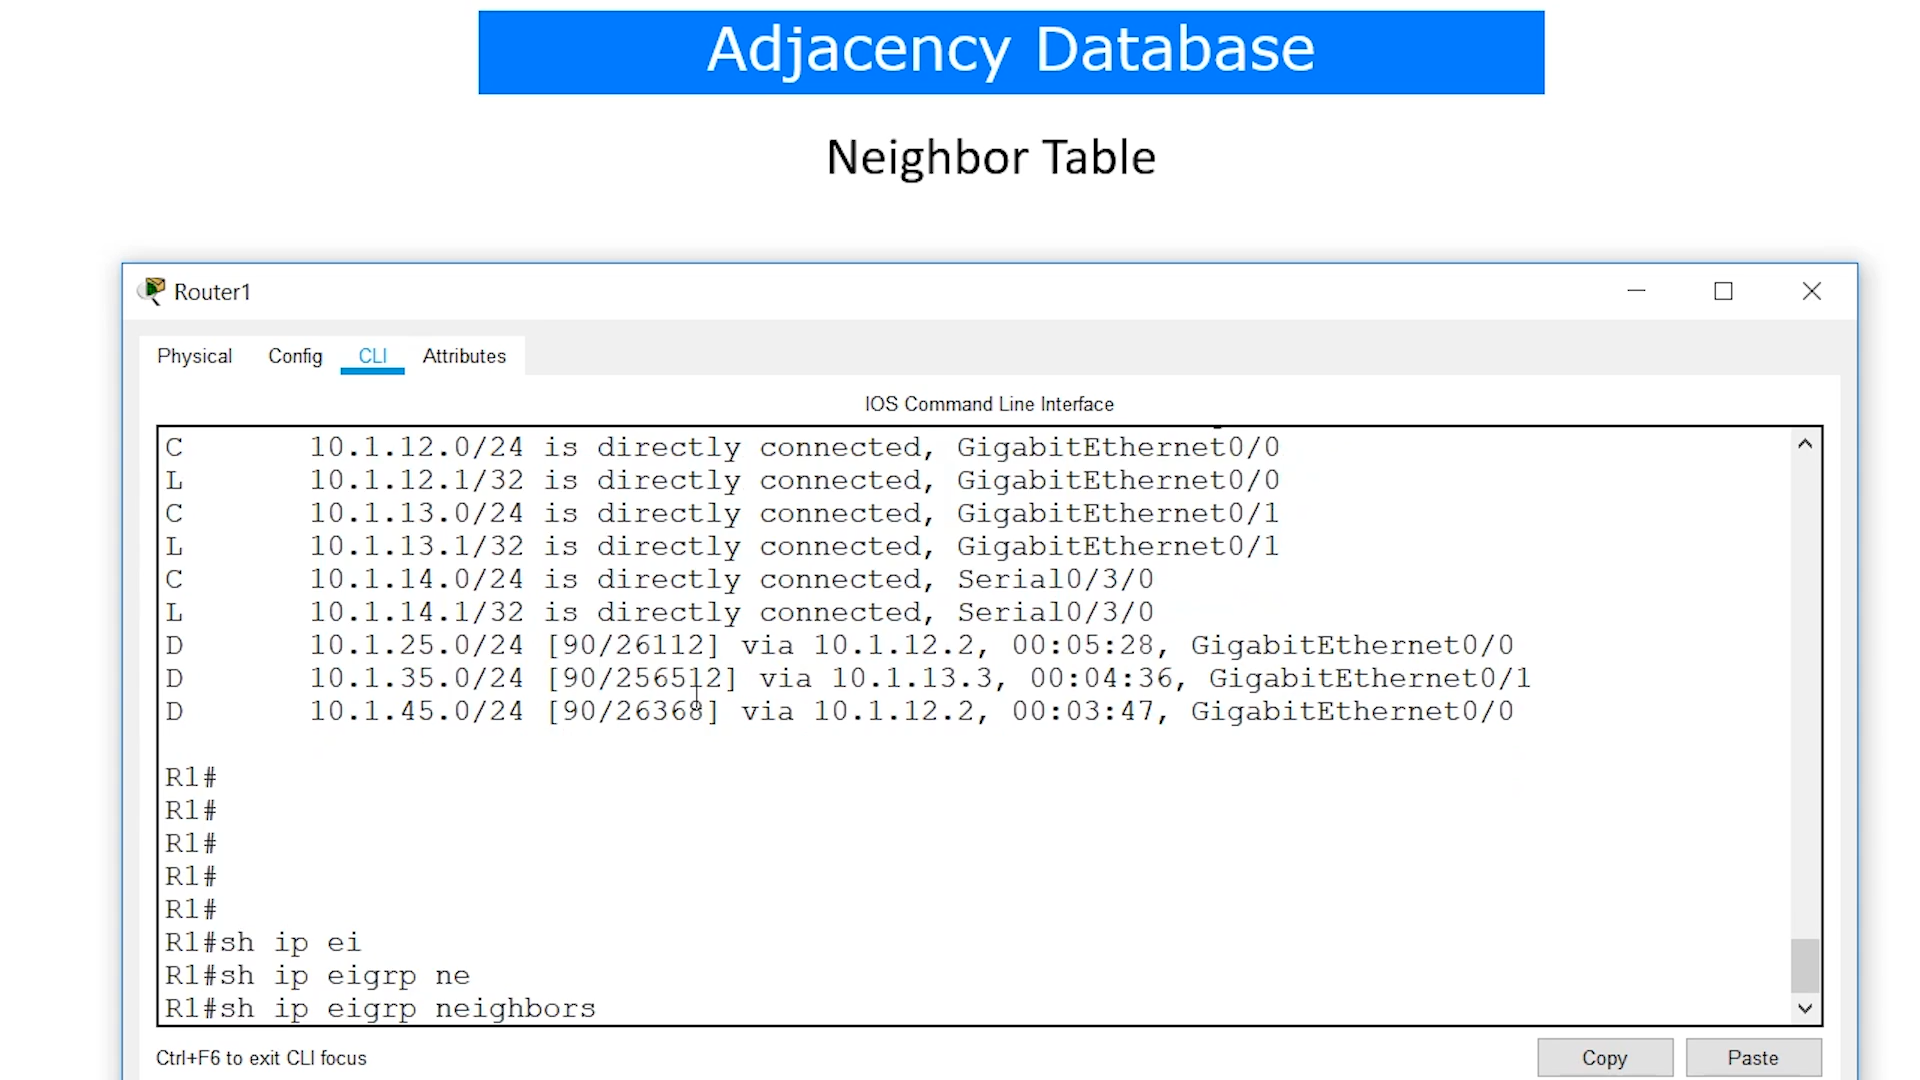 Adjacency Database
Neighbor Table
Router1
Physical Config CLI Attributes
IOS Command Line Interface
C 10.1.12.0/24 is directly connected, GigabitEthernet0/0
L 10.1.12.1/32 is directly connected, GigabitEthernet0/0
C 10.1.13.0/24 is directly connected, GigabitEthernet0/1
L 10.1.13.1/32 is directly connected, GigabitEthernet0/1
C 10.1.14.0/24 is directly connected, Serial0/3/0
L 10.1.14.1/32 is directly connected, Serial0/3/0
D 10.1.25.0/24 [90/26112] via 10.1.12.2, 00:05:28, GigabitEthernet0/0
D 10.1.35.0/24 [90/256512] via 10.1.13.3, 00:04:36, GigabitEthernet0/1
D 10.1.45.0/24 [90/26368] via 10.1.12.2, 00:03:47, GigabitEthernet0/0
R1#
R1#
R1#
R1#
R1#
R1#sh ip ei
R1#sh ip eigrp ne
R1#sh ip eigrp neighbors
Ctrl+F6 to exit CLI focus
Copy Paste